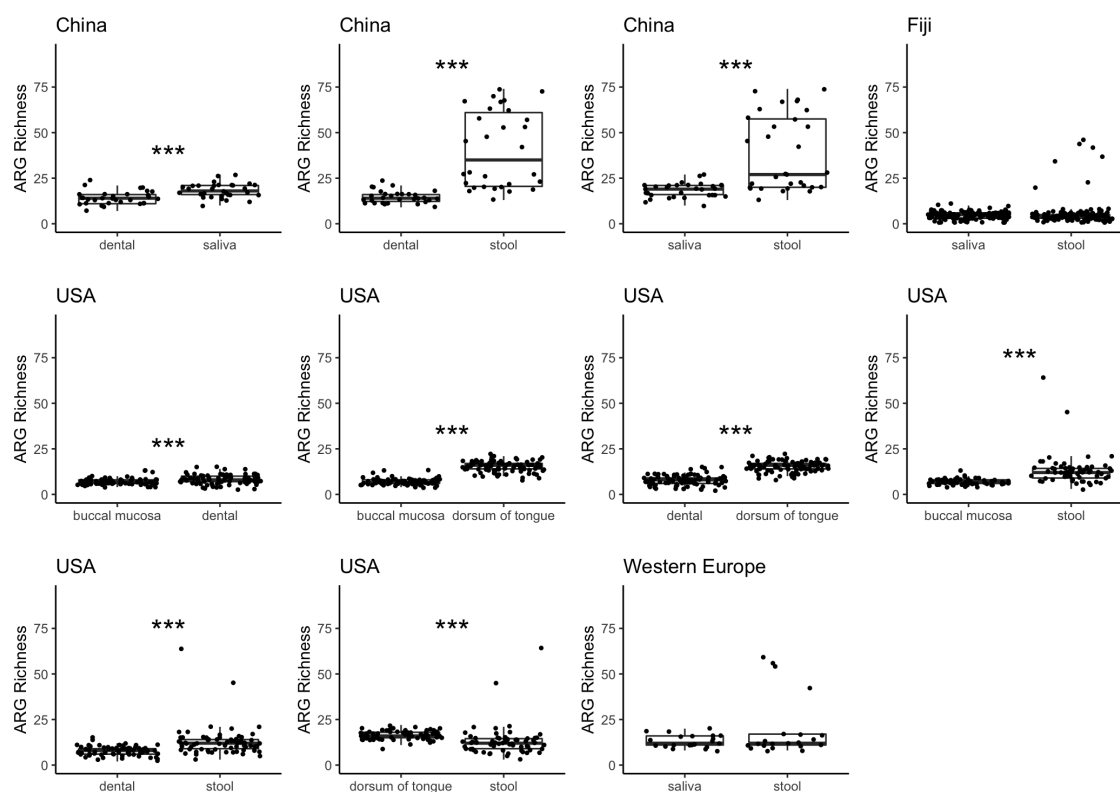 China
China
China
Fiji
ARG Richness
75
50
25
0
***
dental
saliva
ARG Richness
75
50
25
0
***
dental
stool
ARG Richness
75
50
25
0
***
saliva
stool
ARG Richness
75
50
25
0
saliva
stool
USA
USA
USA
USA
ARG Richness
75
50
25
0
***
buccal mucosa
dental
ARG Richness
75
50
25
0
***
buccal mucosa
dorsum of tongue
ARG Richness
75
50
25
0
***
dental
dorsum of tongue
ARG Richness
75
50
25
0
***
buccal mucosa
stool
USA
USA
Western Europe
ARG Richness
75
50
25
0
***
dental
stool
ARG Richness
75
50
25
0
***
dorsum of tongue
stool
ARG Richness
75
50
25
0
saliva
stool